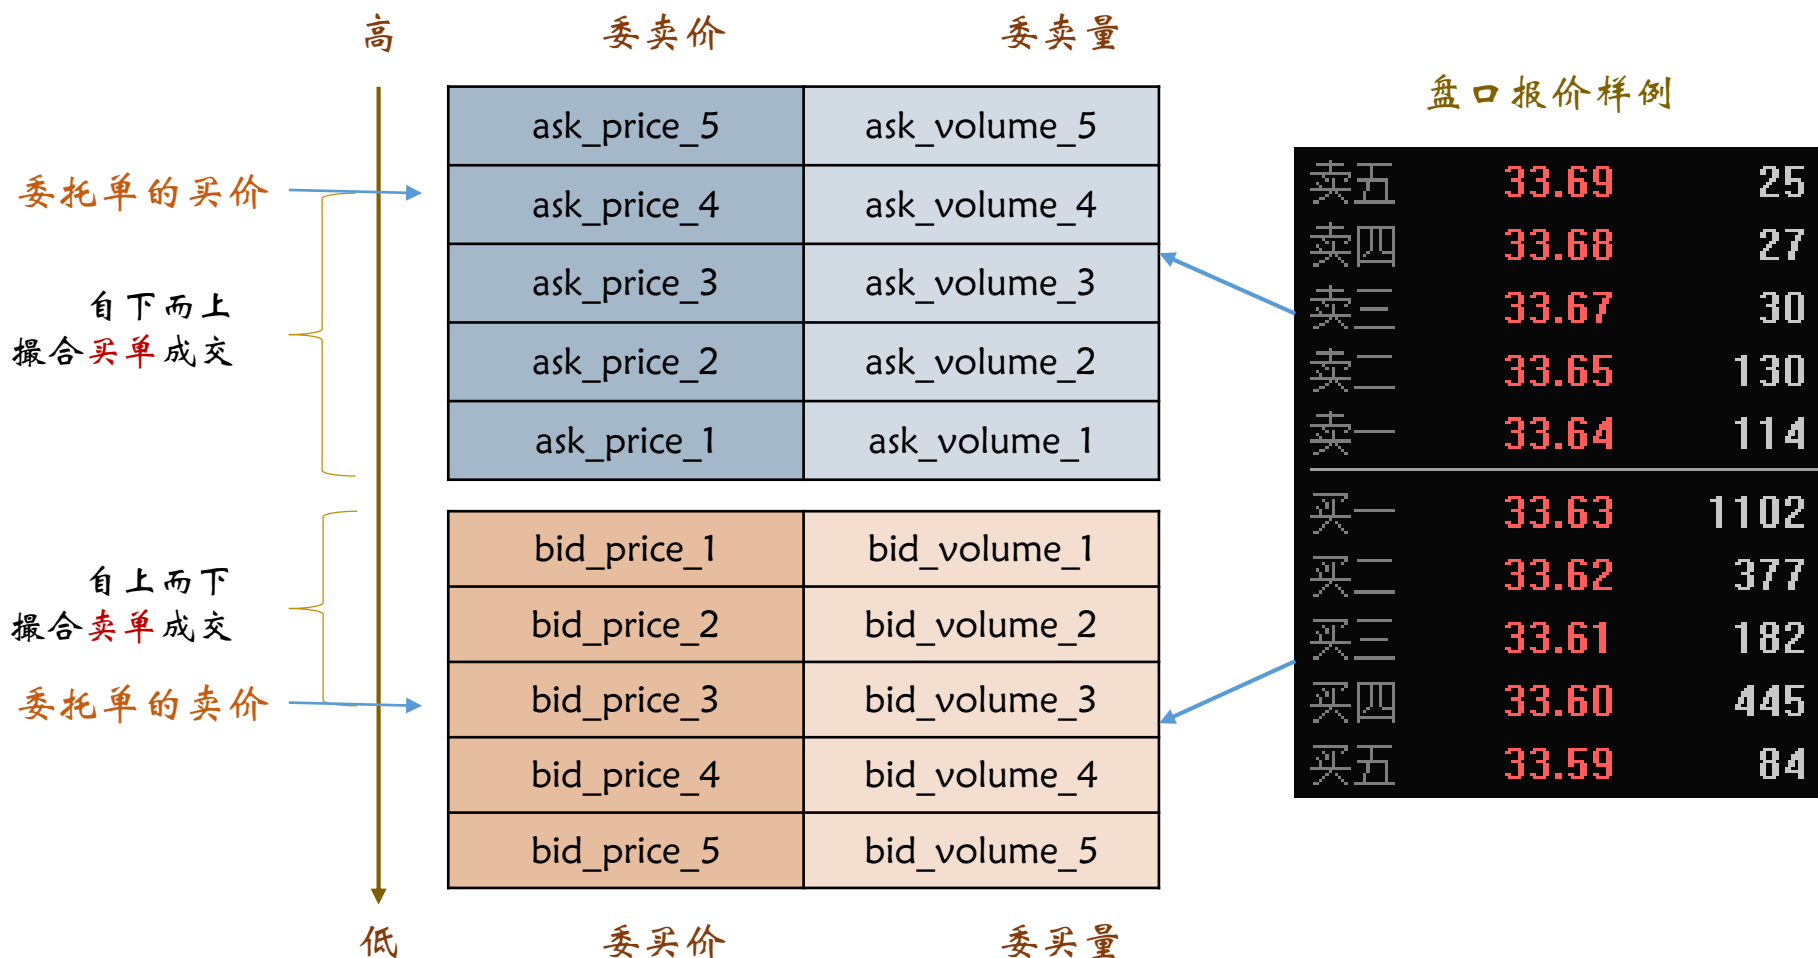 高 委卖价 委卖量
盘口报价样例
ask_price_5 ask_volume_5
ask_price_4 ask_volume_4
ask_price_3 ask_volume_3
ask_price_2 ask_volume_2
ask_price_1 ask_volume_1
委托单的买价
自下而上
撮合买单成交
bid_price_1 bid_volume_1
bid_price_2 bid_volume_2
bid_price_3 bid_volume_3
bid_price_4 bid_volume_4
bid_price_5 bid_volume_5
自上而下
撮合卖单成交
委托单的卖价
低 委买价 委买量
卖五 33.69 25
卖四 33.68 27
卖三 33.67 30
卖二 33.65 130
卖一 33.64 114
买一 33.63 1102
买二 33.62 377
买三 33.61 182
买四 33.60 445
买五 33.59 84